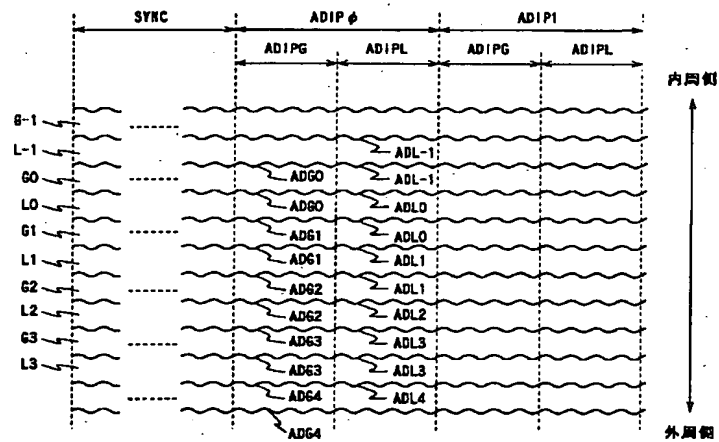 SYNC ADIPφ ADIP1
ADIPG ADIPL ADIPG ADIPL
内周側
G-1
L-1 ADL-1
G0 ADG0 ADL-1
L0 ADG0 ADL0
G1 ADG1 ADL0
L1 ADG1 ADL1
G2 ADG2 ADL1
L2 ADG2 ADL2
G3 ADG3 ADL3
L3 ADG3 ADL3
ADG4 ADL4
ADG4
外周側